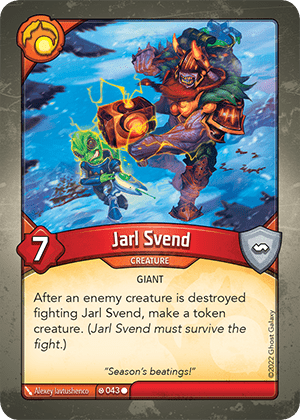 Jarl Svend
7
CREATURE
GIANT
After an enemy creature is destroyed
fighting Jarl Svend, make a token
creature. (Jarl Svend must survive the
fight.)
"Season's beatings!"
Alexey Iavtushenco
043
©2022 Ghost Galaxy